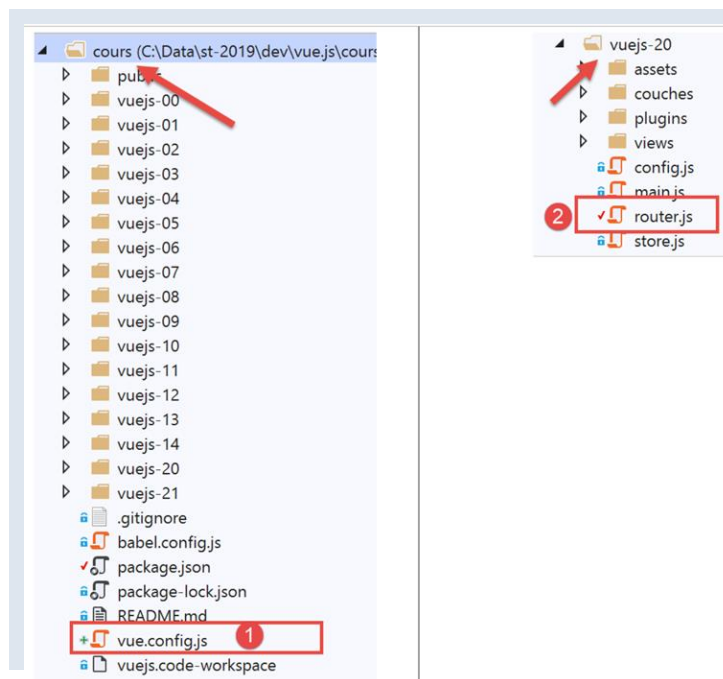 cours (C:\Data\st-2019\dev\vue.js\cours
public
vuejs-00
vuejs-01
vuejs-02
vuejs-03
vuejs-04
vuejs-05
vuejs-06
vuejs-07
vuejs-08
vuejs-09
vuejs-10
vuejs-11
vuejs-12
vuejs-13
vuejs-14
vuejs-20
vuejs-21
.gitignore
babel.config.js
package.json
package-lock.json
README.md
vue.config.js 1
vuejs.code-workspace
vuejs-20
assets
couches
plugins
views
config.js
main.js
2 router.js
store.js